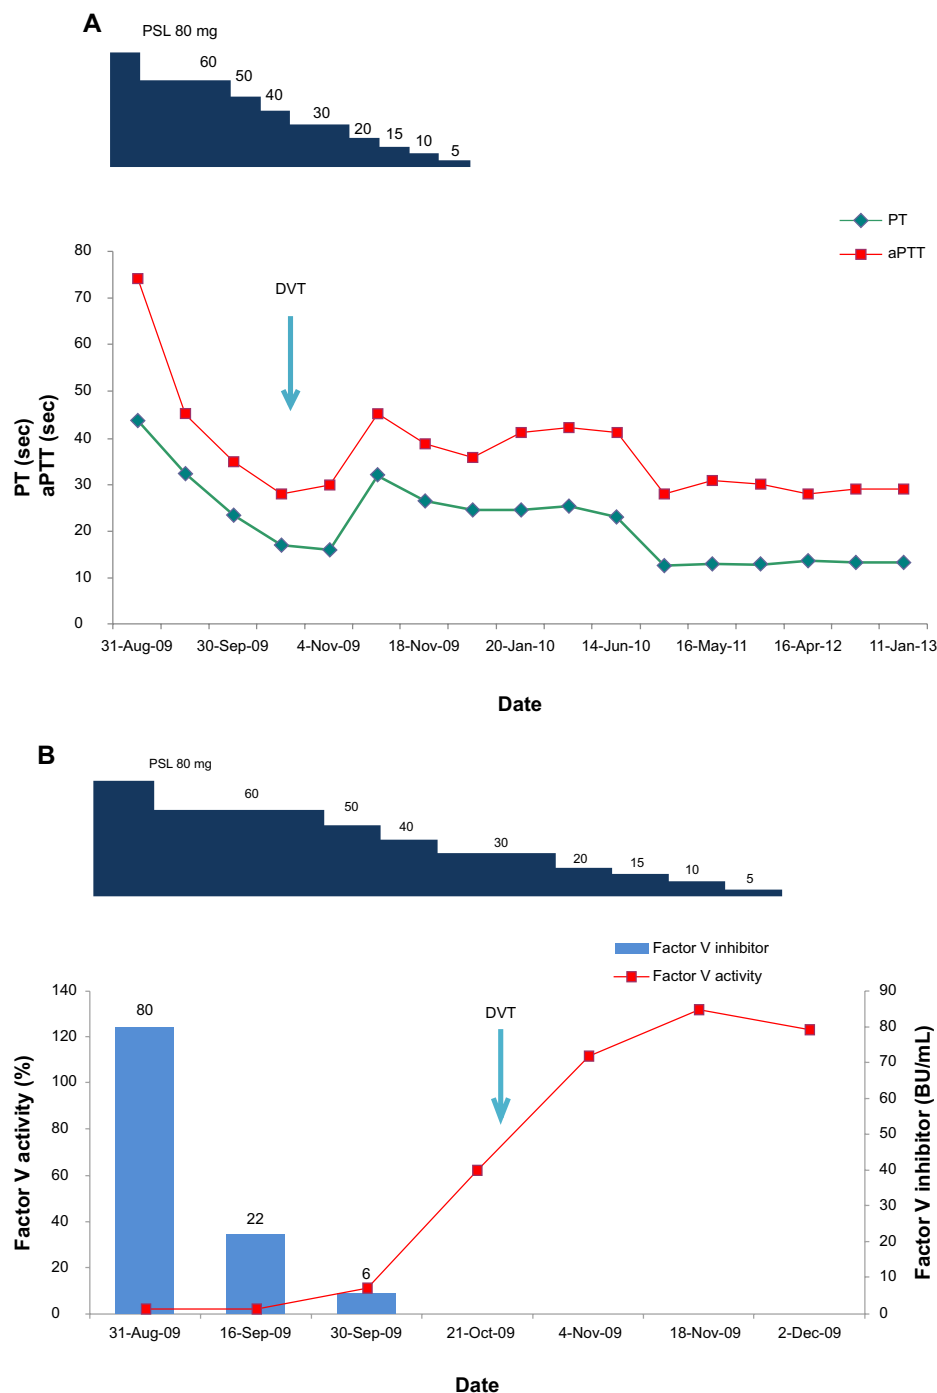 A
PSL 80 mg
60
50
40
30
20
15
10
5
PT
aPTT
PT (sec)
aPTT (sec)
80
70
60
50
40
30
20
10
0
DVT
31-Aug-09 30-Sep-09 4-Nov-09 18-Nov-09 20-Jan-10 14-Jun-10 16-May-11 16-Apr-12 11-Jan-13
Date
B
PSL 80 mg
60
50
40
30
20
15
10
5
Factor V inhibitor
Factor V activity
Factor V activity (%)
140
120
100
80
60
40
20
0
80
22
6
DVT
90
80
70
60
50
40
30
20
10
0
Factor V inhibitor (BU/mL)
31-Aug-09 16-Sep-09 30-Sep-09 21-Oct-09 4-Nov-09 18-Nov-09 2-Dec-09
Date